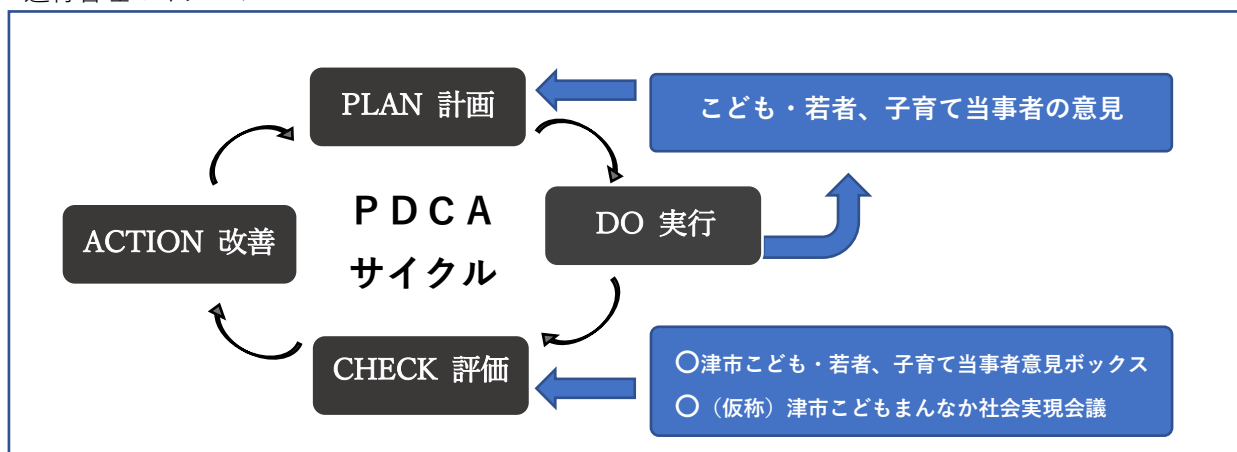 PLAN 計画
こども・若者、子育て当事者の意見
ＰＤＣＡ
サイクル
DO 実行
ACTION 改善
CHECK 評価
〇津市こども・若者、子育て当事者意見ボックス
〇（仮称）津市こどもまんなか社会実現会議